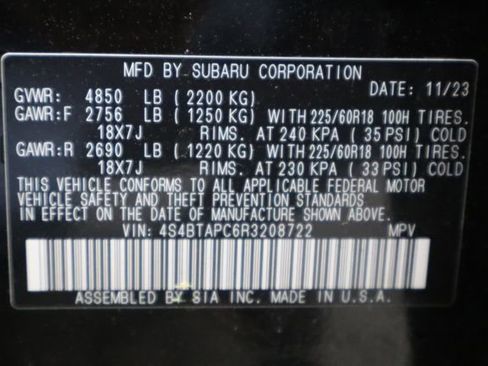 MFD BY SUBARU CORPORATION
DATE: 11/23
GVWR: 4850 LB ( 2200 KG)
GAWR:F 2756 LB ( 1250 KG) WITH 225/60R18 100H TIRES.
18X7J RIMS. AT 240 KPA ( 35 PSI) COLD
GAWR:R 2690 LB ( 1220 KG) WITH 225/60R18 100H TIRES.
18X7J RIMS. AT 230 KPA ( 33 PSI) COLD
THIS VEHICLE CONFORMS TO ALL APPLICABLE FEDERAL MOTOR
VEHICLE SAFETY AND THEFT PREVENTION STANDARDS
IN EFFECT ON THE DATE OF MANUFACTURE SHOWN ABOVE.
VIN: 4S4BTAPC6R3208722 MPV
ASSEMBLED BY SIA INC. MADE IN U.S.A.